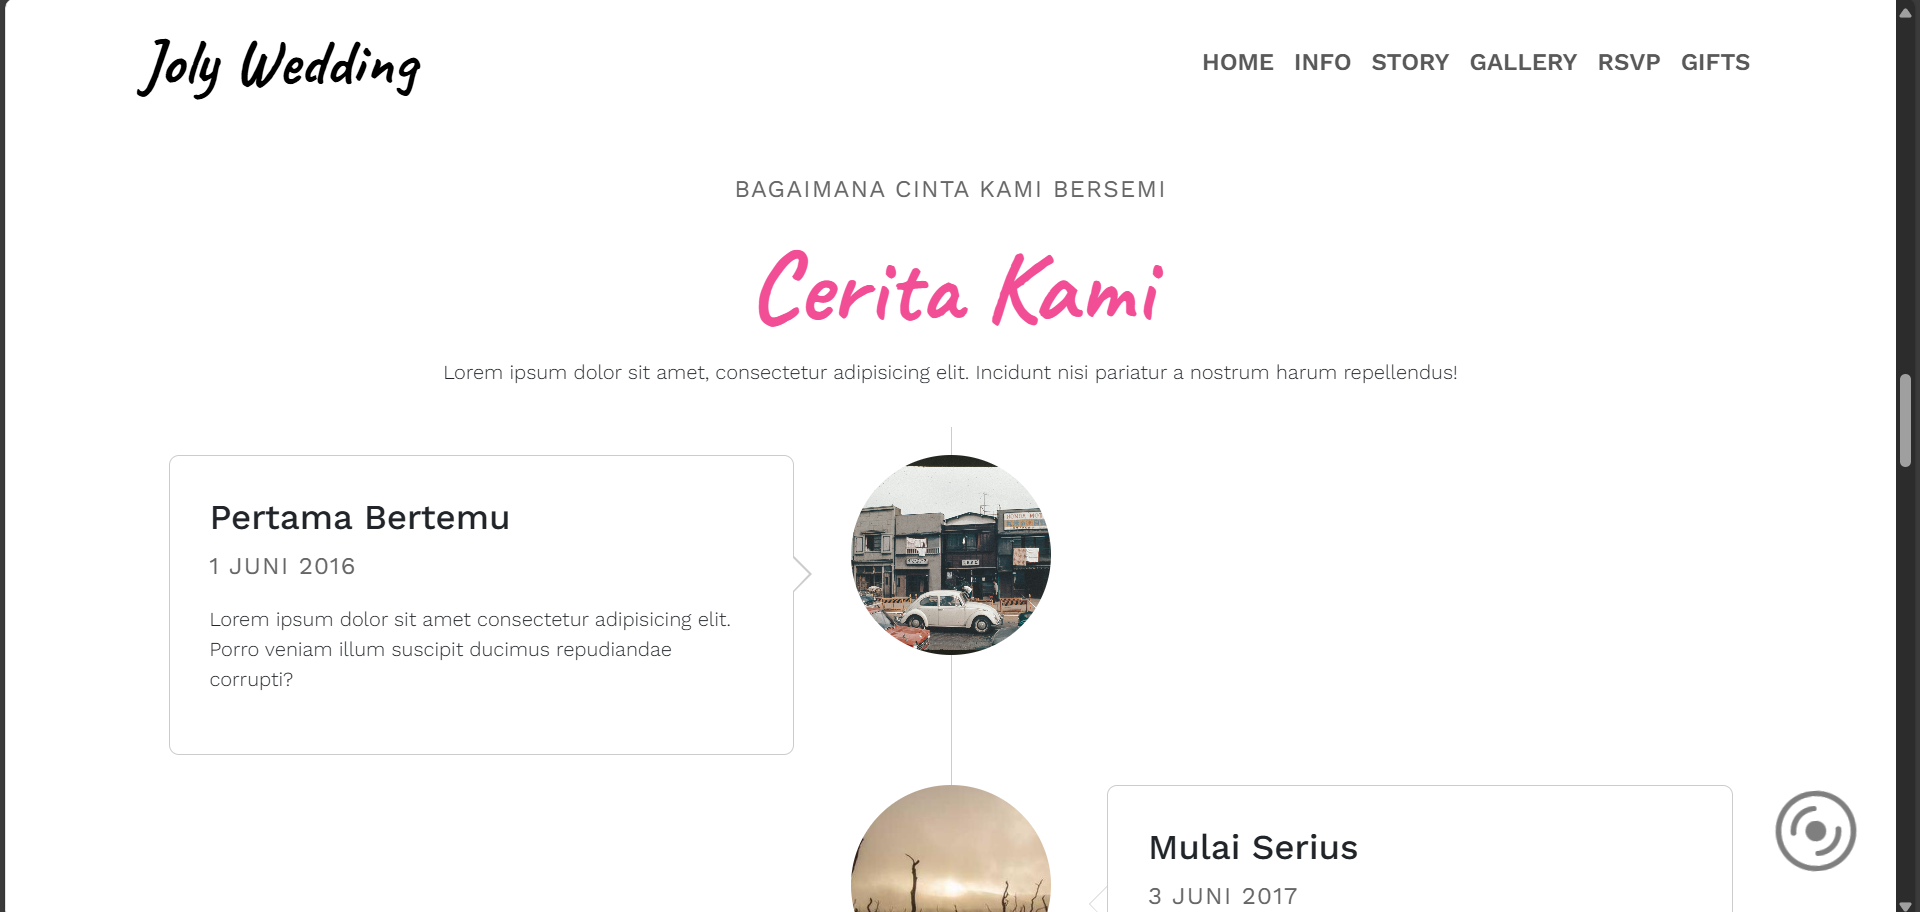 Joly Wedding
HOME INFO STORY GALLERY RSVP GIFTS
BAGAIMANA CINTA KAMI BERSEMI
Cerita Kami
Lorem ipsum dolor sit amet, consectetur adipisicing elit. Incidunt nisi pariatur a nostrum harum repellendus!
Pertama Bertemu
1 JUNI 2016
Lorem ipsum dolor sit amet consectetur adipisicing elit.
Porro veniam illum suscipit ducimus repudiandae
corrupti?
Mulai Serius
3 JUNI 2017